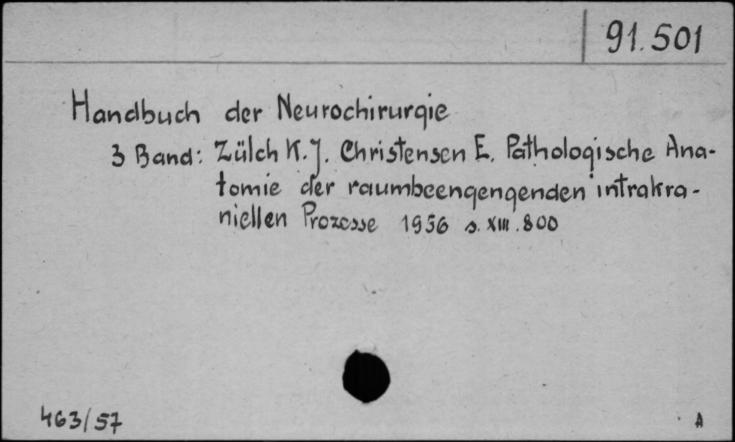 91.501
Handbuch der Neurochirurgie
3 Band: Zülch K.J. Christensen E. Pathologische Ana-
tomie der raumbeengengenden intrakra-
niellen Prozesse 1956 s. XIII. 800
463/57
A